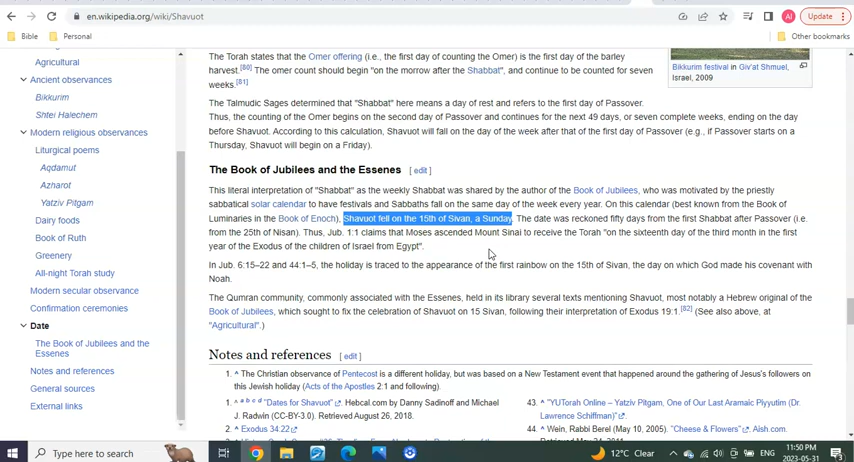 en.wikipedia.org/wiki/Shavuot
AI
Update
Bible
Personal
Other bookmarks
Agricultural
Ancient observances
Bikkurim
Shtei Halechem
Modern religious observances
Liturgical poems
Aqdamut
Azharot
Yatziv Pitgam
Dairy foods
Book of Ruth
Greenery
All-night Torah study
Modern secular observance
Confirmation ceremonies
Date
The Book of Jubilees and the
Essenes
Notes and references
General sources
External links
The Torah states that the Omer offering (i.e., the first day of counting the Omer) is the first day of the barley
harvest.[80] The omer count should begin "on the morrow after the Shabbat", and continue to be counted for seven
weeks.[81]
The Talmudic Sages determined that "Shabbat" here means a day of rest and refers to the first day of Passover.
Thus, the counting of the Omer begins on the second day of Passover and continues for the next 49 days, or seven complete weeks, ending on the day
before Shavuot. According to this calculation, Shavuot will fall on the day of the week after that of the first day of Passover (e.g., if Passover starts on a
Thursday, Shavuot will begin on a Friday).
Bikkurim festival in Giv'at Shmuel,
Israel, 2009
The Book of Jubilees and the Essenes [ edit ]
This literal interpretation of "Shabbat" as the weekly Shabbat was shared by the author of the Book of Jubilees, who was motivated by the priestly
sabbatical solar calendar to have festivals and Sabbaths fall on the same day of the week every year. On this calendar (best known from the Book of
Luminaries in the Book of Enoch), Shavuot fell on the 15th of Sivan, a Sunday. The date was reckoned fifty days from the first Shabbat after Passover (i.e.
from the 25th of Nisan). Thus, Jub. 1:1 claims that Moses ascended Mount Sinai to receive the Torah "on the sixteenth day of the third month in the first
year of the Exodus of the children of Israel from Egypt".
In Jub. 6:15–22 and 44:1–5, the holiday is traced to the appearance of the first rainbow on the 15th of Sivan, the day on which God made his covenant with
Noah.
The Qumran community, commonly associated with the Essenes, held in its library several texts mentioning Shavuot, most notably a Hebrew original of the
Book of Jubilees, which sought to fix the celebration of Shavuot on 15 Sivan, following their interpretation of Exodus 19:1.[82] (See also above, at
"Agricultural".)
Notes and references [ edit ]
1. ^ The Christian observance of Pentecost is a different holiday, but was based on a New Testament event that happened around the gathering of Jesus's followers on
this Jewish holiday (Acts of the Apostles 2:1 and following).
1. ^ a b c d "Dates for Shavuot". Hebcal.com by Danny Sadinoff and Michael
J. Radwin (CC-BY-3.0). Retrieved August 26, 2018.
2. ^ Exodus 34:22
43. ^ "YUTorah Online – Yatziv Pitgam, One of Our Last Aramaic Piyyutim (Dr.
Lawrence Schiffman)".
44. ^ Wein, Rabbi Berel (May 10, 2005). "Cheese & Flowers". Aish.com.
Type here to search
12°C Clear
ENG
11:50 PM
2023-05-31
3